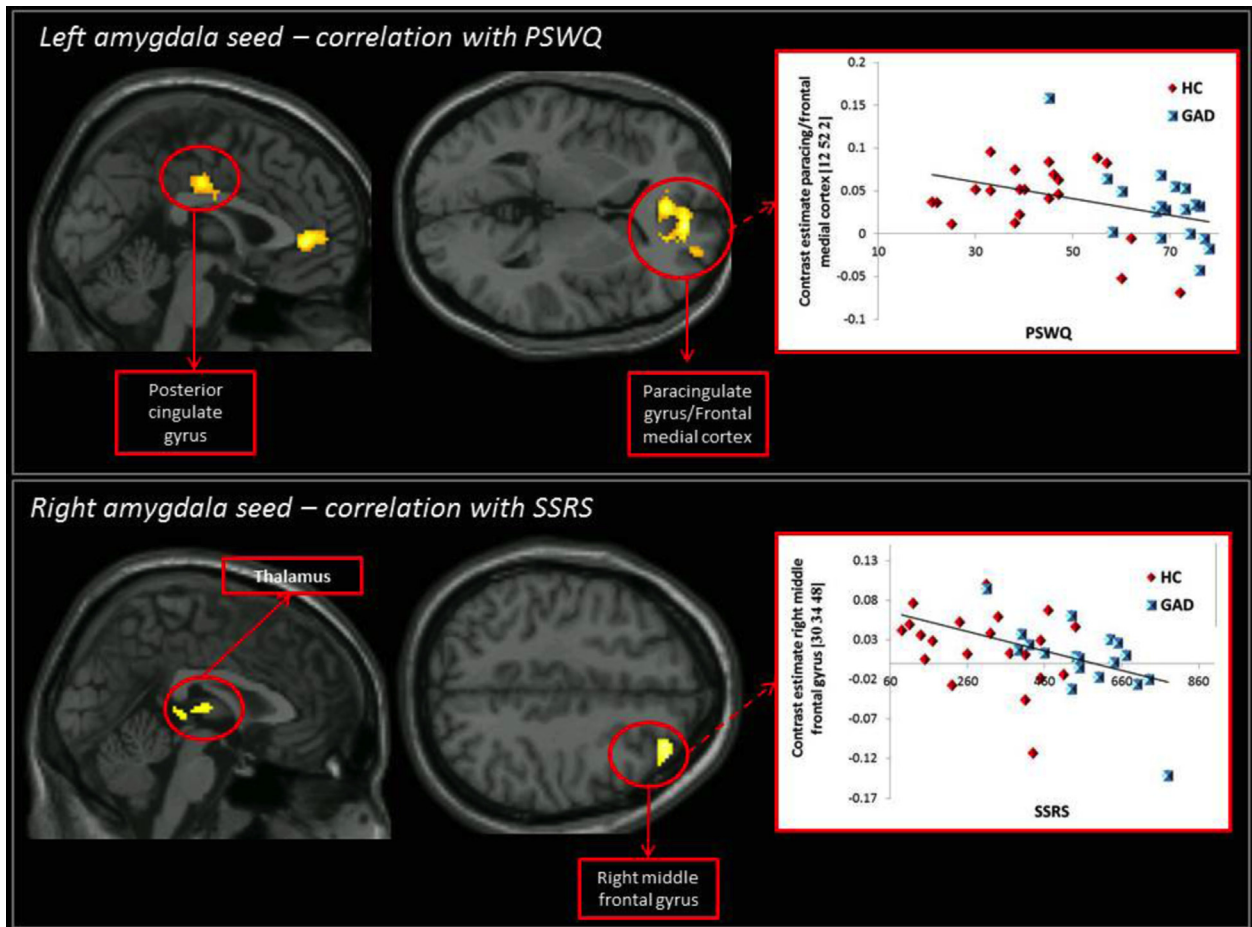 Left amygdala seed – correlation with PSWQ
Posterior
cingulate
gyrus
Paracingulate
gyrus/Frontal
medial cortex
Contrast estimate paracing/frontal
medial cortex [12 52 2]
0.2
0.15
0.1
0.05
0
-0.05
-0.1
10
30
50
70
PSWQ
HC
GAD
Right amygdala seed – correlation with SSRS
Thalamus
Right middle
frontal gyrus
Contrast estimate right middle
frontal gyrus [30 34 48]
0.13
0.08
0.03
-0.02
-0.07
-0.12
-0.17
60
260
460
660
860
SSRS
HC
GAD